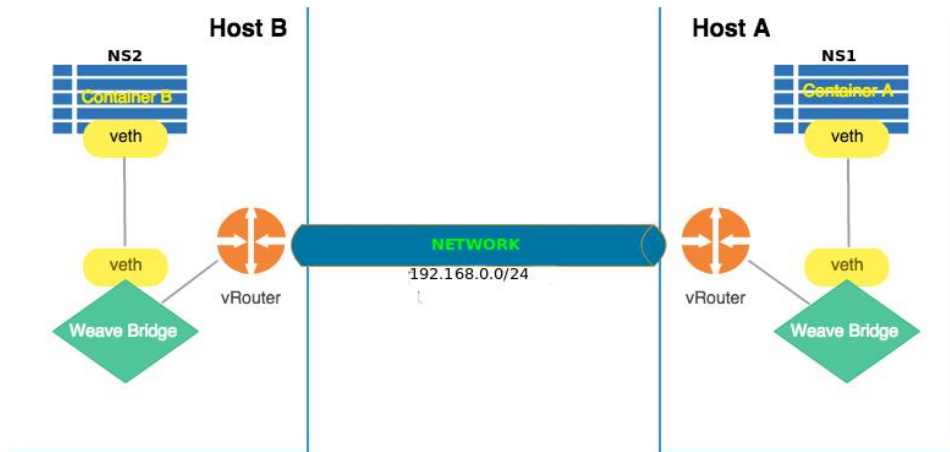 Host B
Host A
NS2
NS1
Container B
Container A
veth
veth
NETWORK
192.168.0.0/24
veth
veth
vRouter
vRouter
Weave Bridge
Weave Bridge